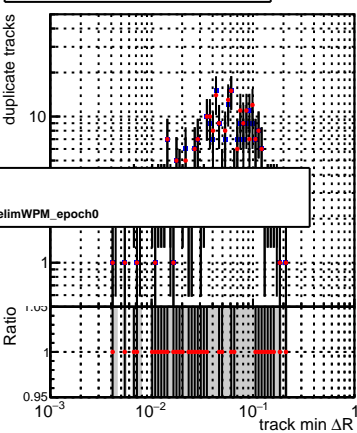 duplicate tracks
10
elimWPM_epoch0
1
1.05
Ratio
1
0.95
10⁻³ 10⁻² 10⁻¹ 1
track min ΔR